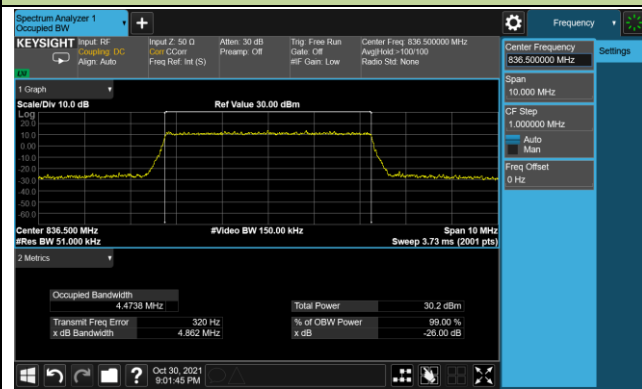 Spectrum Analyzer 1
Occupied BW
Frequency
KEYSIGHT
Input: RF
Coupling: DC
Align: Auto
Input Z: 50 Ω
Corr CCorr
Freq Ref: Int (S)
Atten: 30 dB
Preamp: Off
Trig: Free Run
Gate: Off
#IF Gain: Low
Center Freq: 836.500000 MHz
Avg|Hold:>100/100
Radio Std: None
Center Frequency
836.500000 MHz
Settings
Span
10.000 MHz
CF Step
1.000000 MHz
Auto
Man
Freq Offset
0 Hz
1 Graph
Scale/Div 10.0 dB
Ref Value 30.00 dBm
Log
20.0
10.0
0.00
-10.0
-20.0
-30.0
-40.0
-50.0
-60.0
Center 836.500 MHz
#Video BW 150.00 kHz
Span 10 MHz
#Res BW 51.000 kHz
Sweep 3.73 ms (2001 pts)
2 Metrics
Occupied Bandwidth
4.4738 MHz
Total Power
30.2 dBm
Transmit Freq Error
320 Hz
% of OBW Power
99.00 %
x dB Bandwidth
4.862 MHz
x dB
-26.00 dB
?
Oct 30, 2021
9:01:45 PM